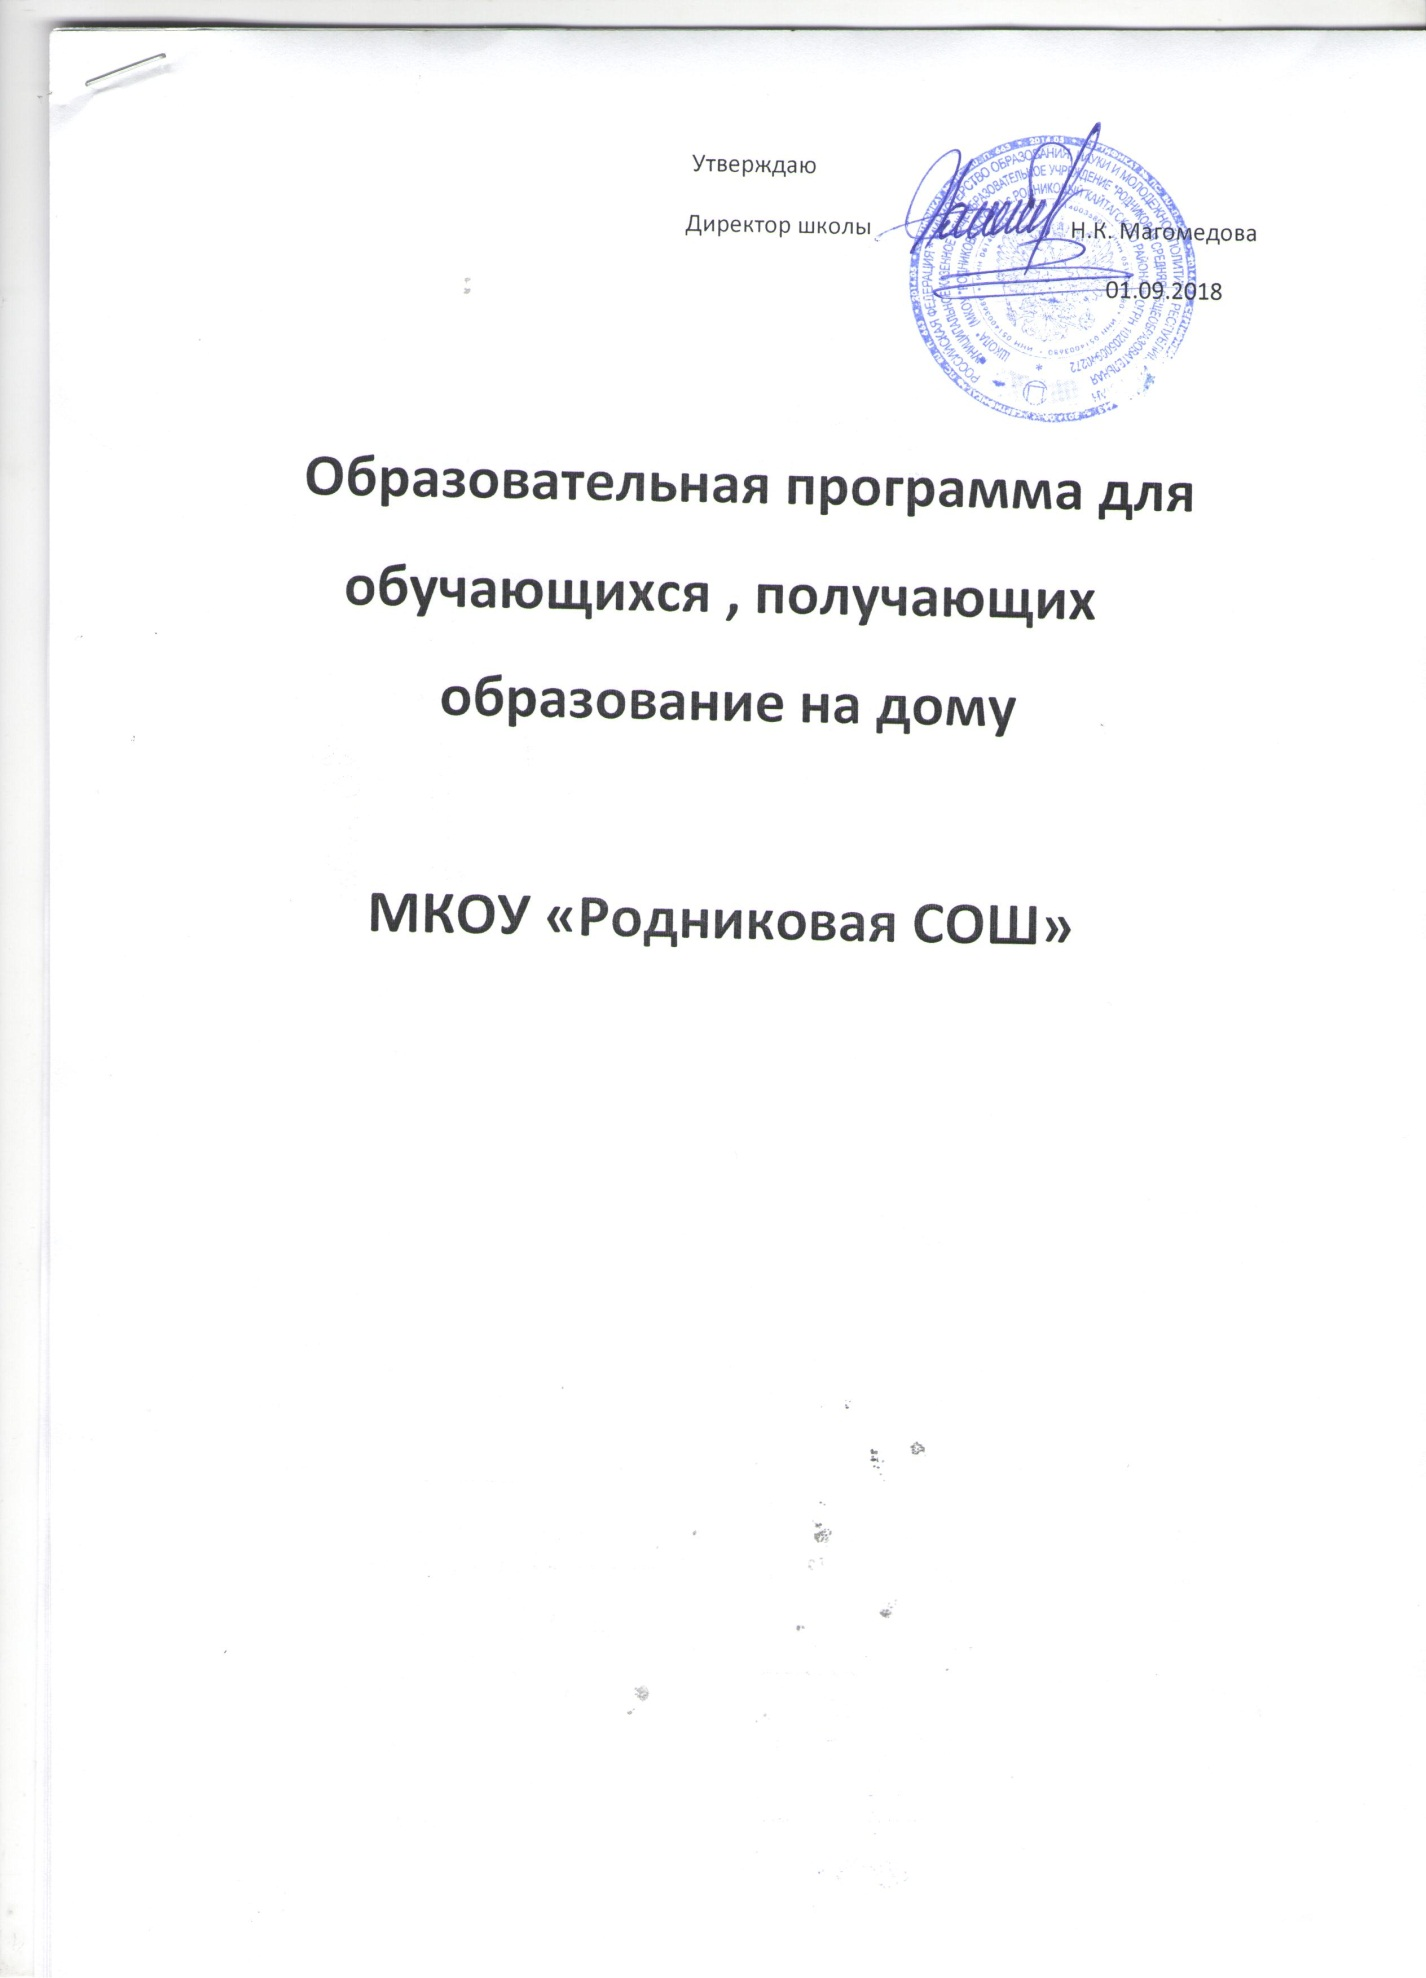 Утверждаю
Директор школы Н.К. Магомедова
01.09.2018
Образовательная программа для
обучающихся , получающих
образование на дому
МКОУ «Родниковая СОШ»